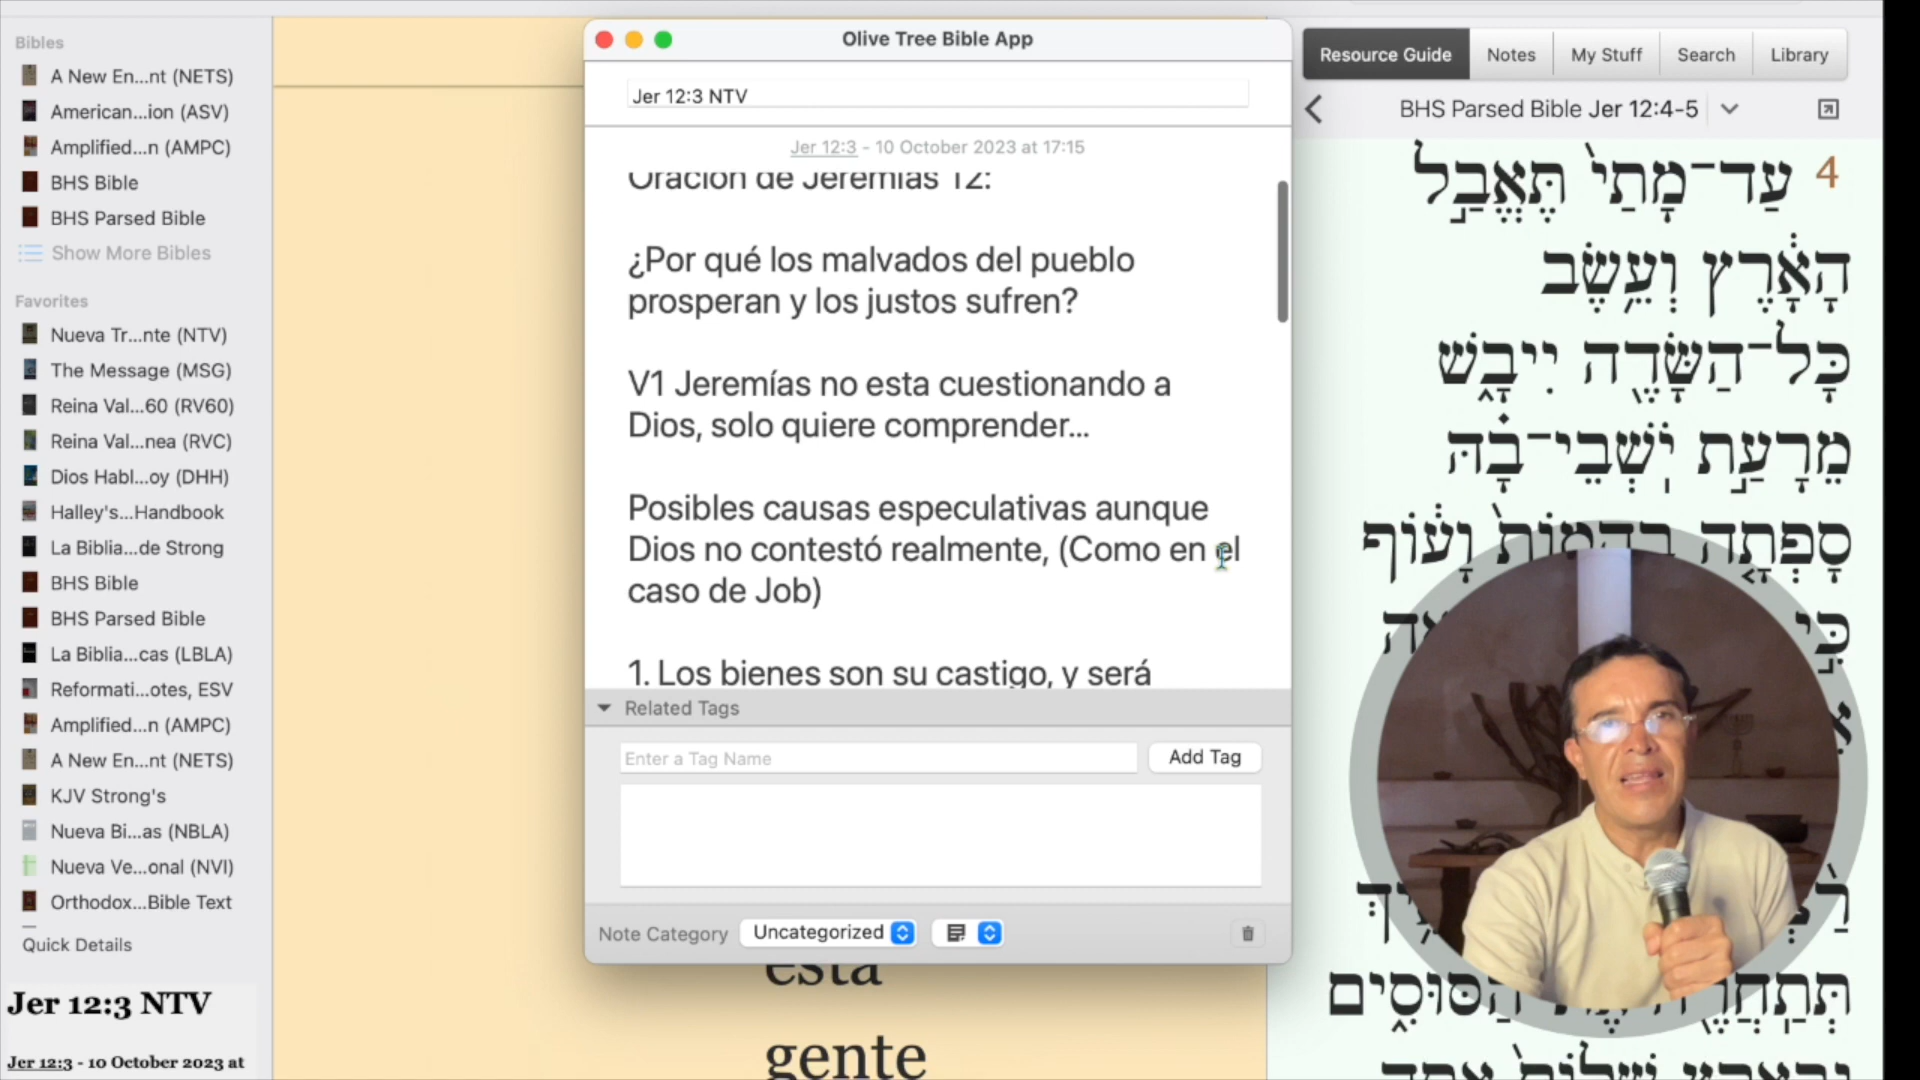 Bibles
A New En...nt (NETS)
American...ion (ASV)
Amplified...n (AMPC)
BHS Bible
BHS Parsed Bible
Show More Bibles
Favorites
Nueva Tr...nte (NTV)
The Message (MSG)
Reina Val...60 (RV60)
Reina Val...nea (RVC)
Dios Habl...oy (DHH)
Halley's...Handbook
La Biblia...de Strong
BHS Bible
BHS Parsed Bible
La Biblia...cas (LBLA)
Reformati...otes, ESV
Amplified...n (AMPC)
A New En...nt (NETS)
KJV Strong's
Nueva Bi...as (NBLA)
Nueva Ve...onal (NVI)
Orthodox...Bible Text
Quick Details
Jer 12:3 NTV
Jer 12:3 - 10 October 2023 at
Olive Tree Bible App
Jer 12:3 NTV
Jer 12:3 - 10 October 2023 at 17:15
Oración de Jeremías 12:
¿Por qué los malvados del pueblo
prosperan y los justos sufren?
V1 Jeremías no esta cuestionando a
Dios, solo quiere comprender...
Posibles causas especulativas aunque
Dios no contestó realmente, (Como en el
caso de Job)
1. Los bienes son su castigo, y será
Related Tags
Enter a Tag Name
Add Tag
Note Category
Uncategorized
esta
gente
Resource Guide
Notes
My Stuff
Search
Library
BHS Parsed Bible Jer 12:4-5
4 עַד־מָתַי֙ תֶּאֱבַ֣ל
הָאָ֔רֶץ וְעֵ֥שֶׂב
כָּל־הַשָּׂדֶ֖ה יִיבָ֑שׁ
מֵרָעַ֣ת יֹֽשְׁבֵי־בָ֗הּ
סָפְתָ֤ה בְהֵמוֹת֙ וָע֔וֹף
כִּ֣י
הַסּוּסִ֑ים